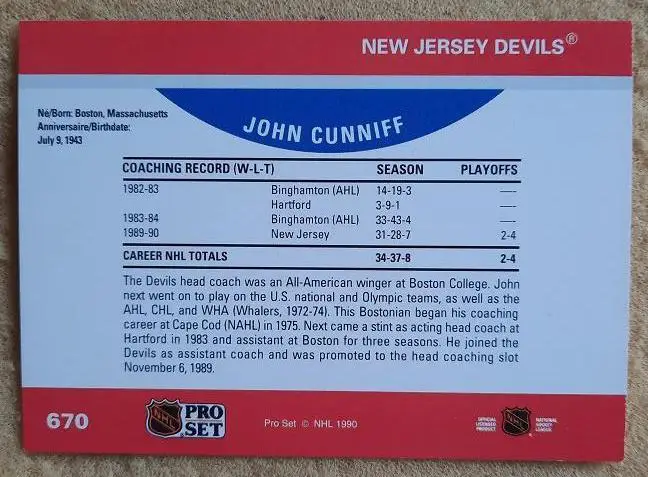 NEW JERSEY DEVILS®
Né/Born: Boston, Massachusetts
Anniversaire/Birthdate:
July 9, 1943
JOHN CUNNIFF
COACHING RECORD (W-L-T) SEASON PLAYOFFS
1982-83 Binghamton (AHL) 14-19-3 —
Hartford 3-9-1 —
1983-84 Binghamton (AHL) 33-43-4 —
1989-90 New Jersey 31-28-7 2-4
CAREER NHL TOTALS 34-37-8 2-4
The Devils head coach was an All-American winger at Boston College. John
next went on to play on the U.S. national and Olympic teams, as well as the
AHL, CHL, and WHA (Whalers, 1972-74). This Bostonian began his coaching
career at Cape Cod (NAHL) in 1975. Next came a stint as acting head coach at
Hartford in 1983 and assistant at Boston for three seasons. He joined the
Devils as assistant coach and was promoted to the head coaching slot
November 6, 1989.
670
NHL
PRO
SET
Pro Set © NHL 1990
OFFICIAL
LICENSED
PRODUCT
NHL
NATIONAL
HOCKEY
LEAGUE